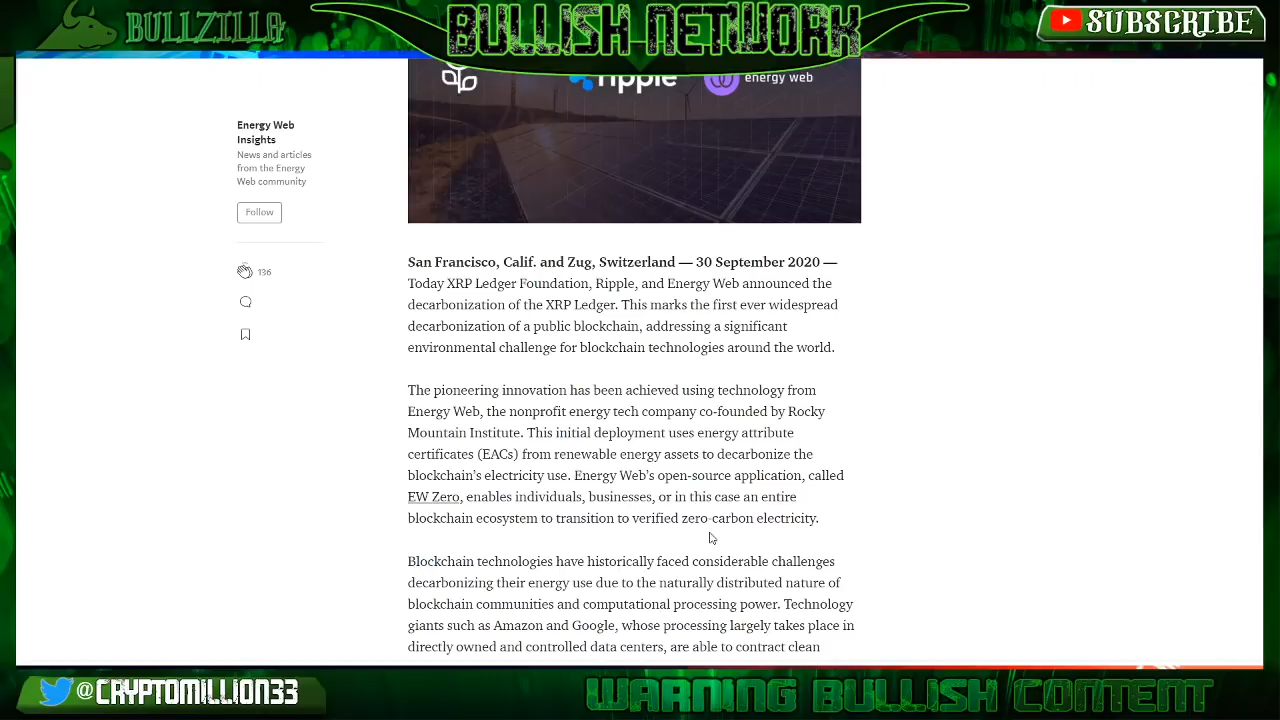 BULLZILLA
BULLISH NETWORK
SUBSCRIBE
ripple
energy web
Energy Web
Insights
News and articles
from the Energy
Web community
Follow
136
San Francisco, Calif. and Zug, Switzerland — 30 September 2020 —
Today XRP Ledger Foundation, Ripple, and Energy Web announced the
decarbonization of the XRP Ledger. This marks the first ever widespread
decarbonization of a public blockchain, addressing a significant
environmental challenge for blockchain technologies around the world.
The pioneering innovation has been achieved using technology from
Energy Web, the nonprofit energy tech company co-founded by Rocky
Mountain Institute. This initial deployment uses energy attribute
certificates (EACs) from renewable energy assets to decarbonize the
blockchain's electricity use. Energy Web's open-source application, called
EW Zero, enables individuals, businesses, or in this case an entire
blockchain ecosystem to transition to verified zero-carbon electricity.
Blockchain technologies have historically faced considerable challenges
decarbonizing their energy use due to the naturally distributed nature of
blockchain communities and computational processing power. Technology
giants such as Amazon and Google, whose processing largely takes place in
directly owned and controlled data centers, are able to contract clean
@CRYPTOMILLION33
WARNING BULLISH CONTENT